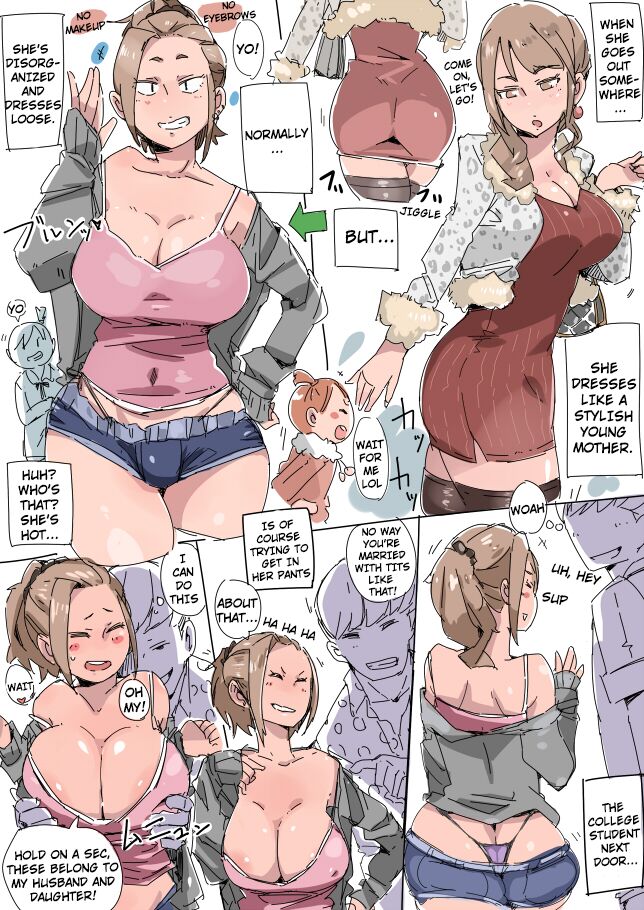 WHEN
SHE
GOES
OUT
SOME-
WHERE...
COME
ON,
LET'S
GO!
ブッ
ブッ
JIGGLE
SHE
DRESSES
LIKE A
STYLISH
YOUNG
MOTHER.
カッ
カッ
WAIT
FOR
ME
LOL
BUT...
NORMALLY
...
NO
MAKEUP
NO
EYEBROWS
YO!
SHE'S
DISORG-
ANIZED
AND
DRESSES
LOOSE.
ブルンッ
YO,
HUH?
WHO'S
THAT?
SHE'S
HOT...
WOAH
UH, HEY
SUP
THE
COLLEGE
STUDENT
NEXT
DOOR...
IS OF
COURSE
TRYING TO
GET IN
HER PANTS
NO WAY
YOU'RE
MARRIED
WITH TITS
LIKE
THAT!
ABOUT
THAT...
HA HA HA
I
CAN
DO
THIS
WAIT
♥
OH
MY!
ムニュン
HOLD ON A SEC,
THESE BELONG TO
MY HUSBAND AND
DAUGHTER!